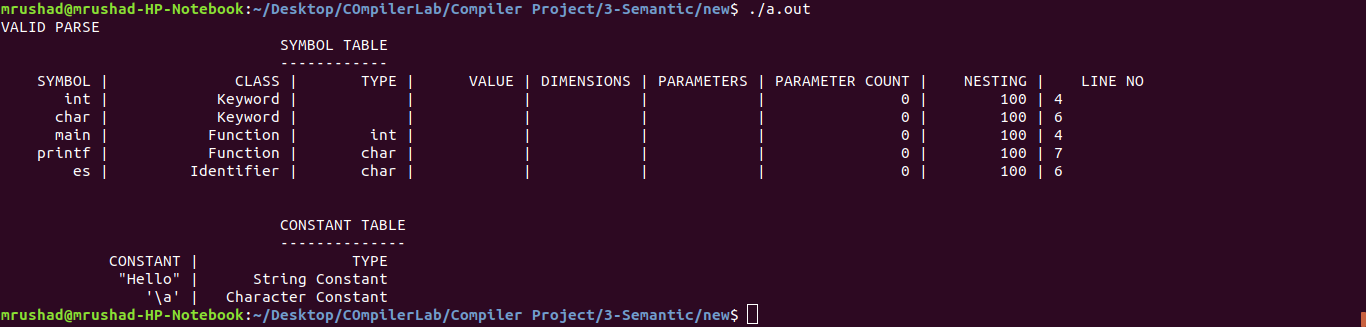 mrushad@mrushad-HP-Notebook:~/Desktop/COmpilerLab/Compiler Project/3-Semantic/new$ ./a.out
VALID PARSE
SYMBOL TABLE
------------
SYMBOL | CLASS | TYPE | VALUE | DIMENSIONS | PARAMETERS | PARAMETER COUNT | NESTING | LINE NO
int | Keyword | | | | | 0 | 100 | 4
char | Keyword | | | | | 0 | 100 | 6
main | Function | int | | | | 0 | 100 | 4
printf | Function | char | | | | 0 | 100 | 7
es | Identifier | char | | | | 0 | 100 | 6
CONSTANT TABLE
--------------
CONSTANT | TYPE
"Hello" | String Constant
'\a' | Character Constant
mrushad@mrushad-HP-Notebook:~/Desktop/COmpilerLab/Compiler Project/3-Semantic/new$